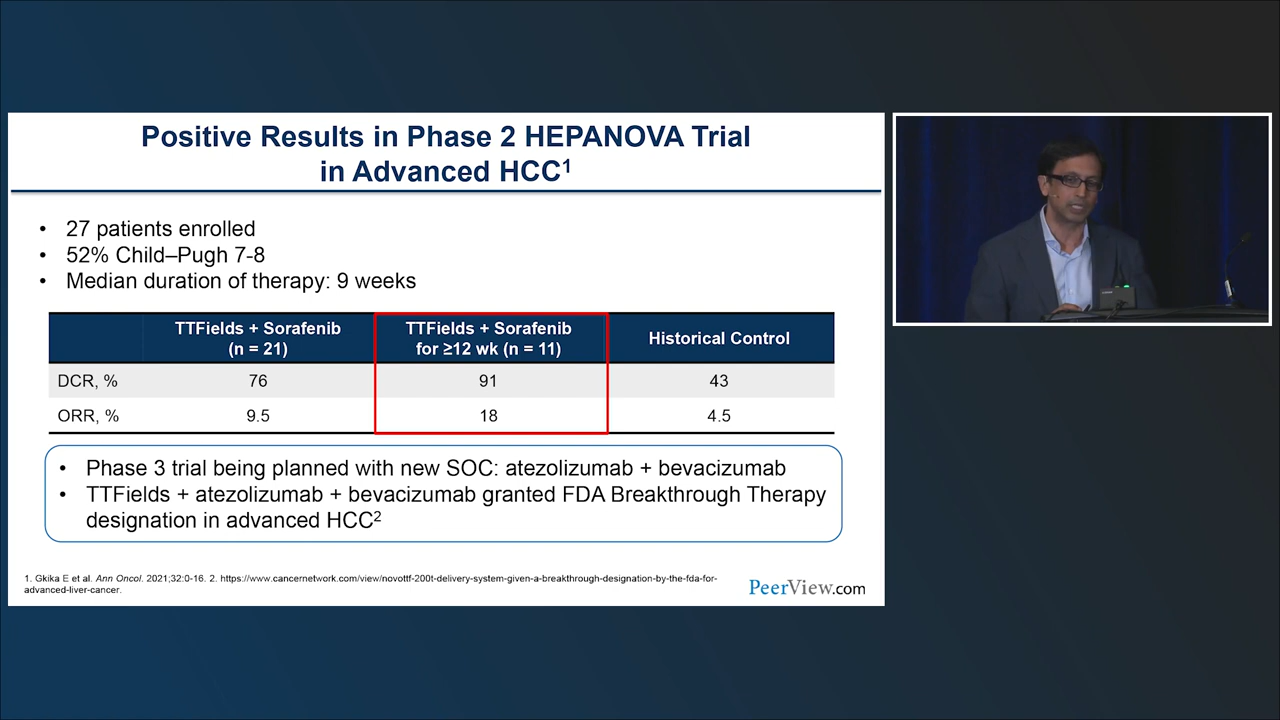 Positive Results in Phase 2 HEPANOVA Trial
in Advanced HCC1
• 27 patients enrolled
• 52% Child–Pugh 7-8
• Median duration of therapy: 9 weeks
TTFields + Sorafenib
(n = 21)
TTFields + Sorafenib
for ≥12 wk (n = 11)
Historical Control
DCR, % 76 91 43
ORR, % 9.5 18 4.5
• Phase 3 trial being planned with new SOC: atezolizumab + bevacizumab
• TTFields + atezolizumab + bevacizumab granted FDA Breakthrough Therapy
designation in advanced HCC2
1. Gkika E et al. Ann Oncol. 2021;32:0-16. 2. https://www.cancernetwork.com/view/novottf-200t-delivery-system-given-a-breakthrough-designation-by-the-fda-for-
advanced-liver-cancer.
PeerView.com